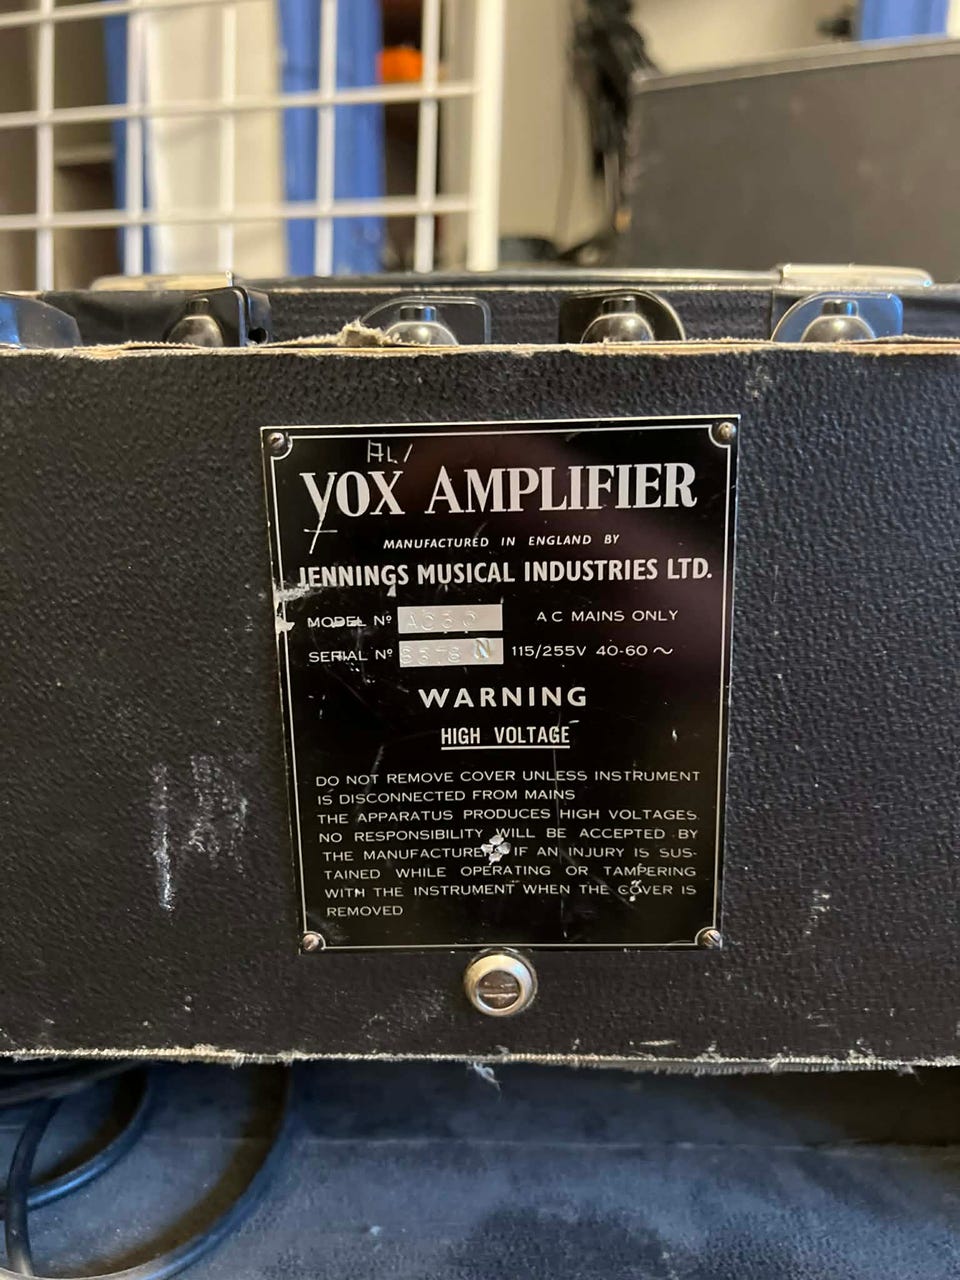 AL/
VOX AMPLIFIER
MANUFACTURED IN ENGLAND BY
JENNINGS MUSICAL INDUSTRIES LTD.
MODEL Nº AC30 AC MAINS ONLY
SERIAL Nº N 115/255V 40-60 ~
WARNING
HIGH VOLTAGE
DO NOT REMOVE COVER UNLESS INSTRUMENT
IS DISCONNECTED FROM MAINS
THE APPARATUS PRODUCES HIGH VOLTAGES.
NO RESPONSIBILITY WILL BE ACCEPTED BY
THE MANUFACTURERS IF AN INJURY IS SUS-
TAINED WHILE OPERATING OR TAMPERING
WITH THE INSTRUMENT WHEN THE COVER IS
REMOVED